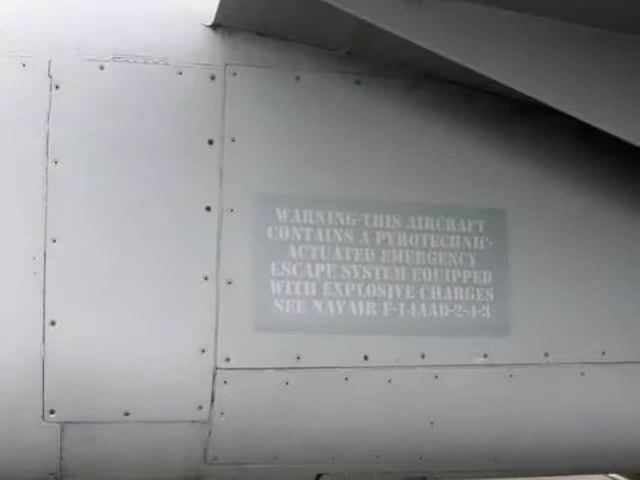 WARNING-THIS AIRCRAFT
CONTAINS A PYROTECHNIC-
ACTUATED EMERGENCY
ESCAPE SYSTEM EQUIPPED
WITH EXPLOSIVE CHARGES
SEE NAVAIR F-14AAD-2-4-3